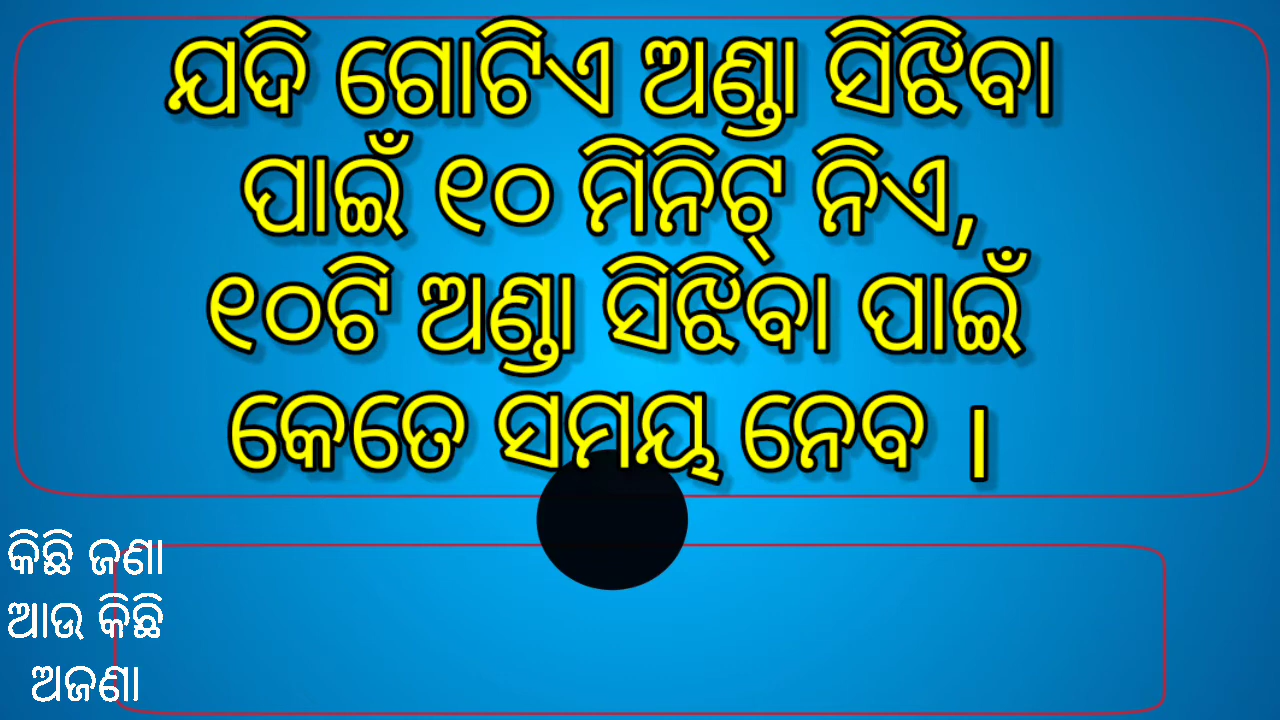 ଯଦି ଗୋଟିଏ ଅଣ୍ଡା ସିଝିବା
ପାଇଁ ୧୦ ମିନିଟ୍ ନିଏ,
୧୦ଟି ଅଣ୍ଡା ସିଝିବା ପାଇଁ
କେତେ ସମୟ ନେବ ।
କିଛି ଜଣା
ଆଉ କିଛି
ଅଜଣା